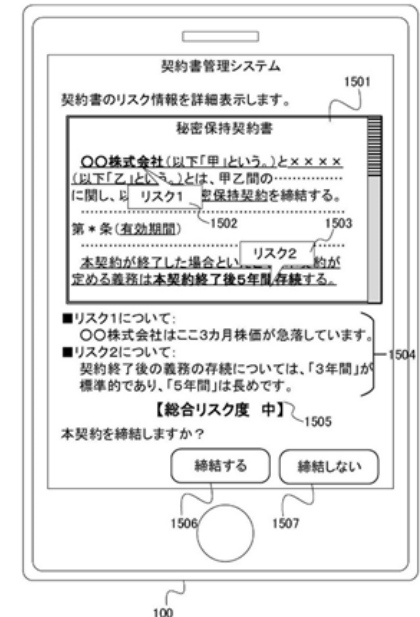 契約書管理システム
1501
契約書のリスク情報を詳細表示します。
秘密保持契約書
〇〇株式会社(以下「甲」という。)と××××
(以下「乙」という。)とは、甲乙間の……………
に関し、以 密保持契約を締結する。
リスク1
1502
1503
第*条(有効期間)
リスク2
本契約が終了した場合とい 約が
定める義務は本契約終了後5年間存続する。
■リスク1について:
〇〇株式会社はここ3カ月株価が急落しています。
■リスク2について:
契約終了後の義務の存続については、「3年間」が
標準的であり、「5年間」は長めです。
1504
【総合リスク度 中】
1505
本契約を締結しますか?
締結する
締結しない
1506
1507
100